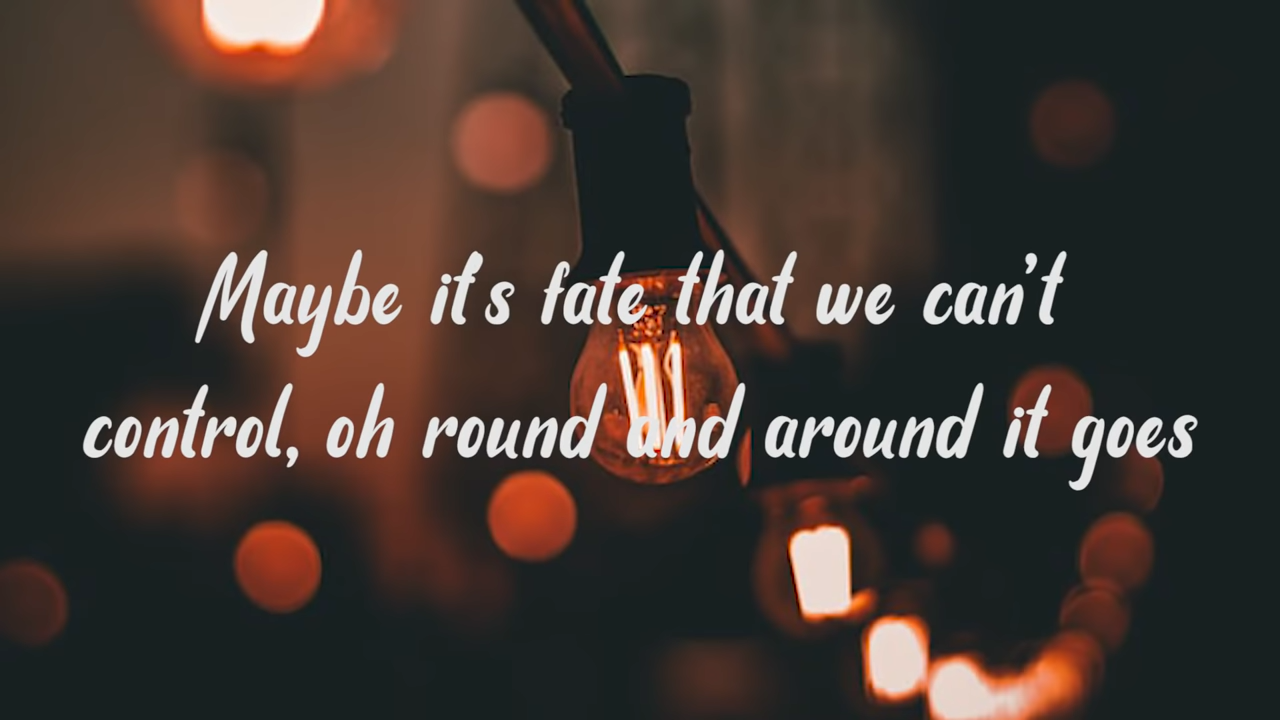 Maybe it's fate that we can't
control, oh round and around it goes